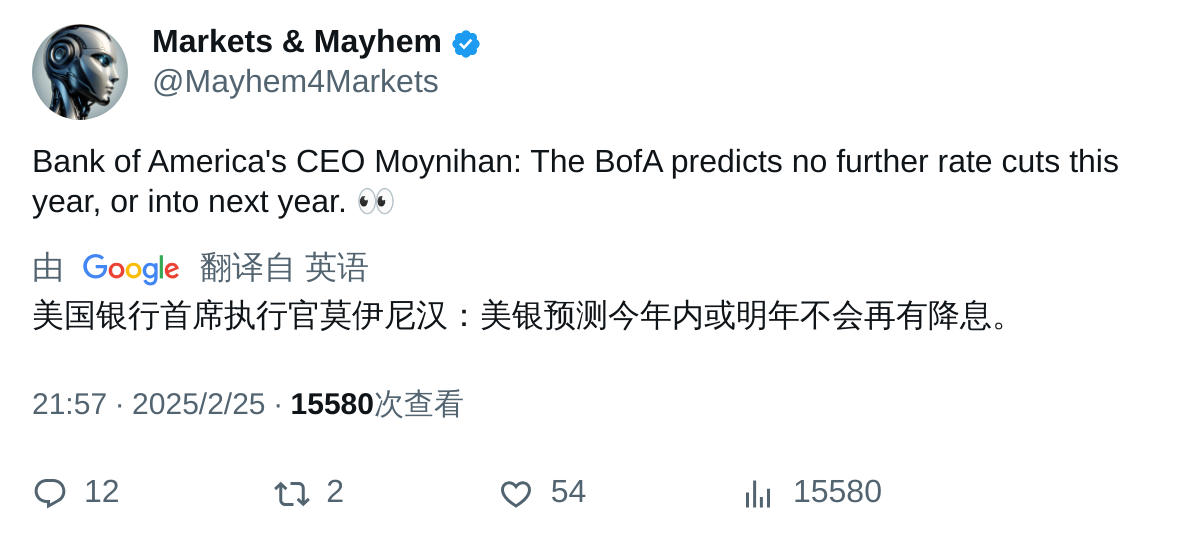 Markets & Mayhem
@Mayhem4Markets
Bank of America's CEO Moynihan: The BofA predicts no further rate cuts this
year, or into next year. 👀
由 Google 翻译自 英语
美国银行首席执行官莫伊尼汉：美银预测今年内或明年不会再有降息。
21:57 · 2025/2/25 · 15580次查看
12 2 54 15580